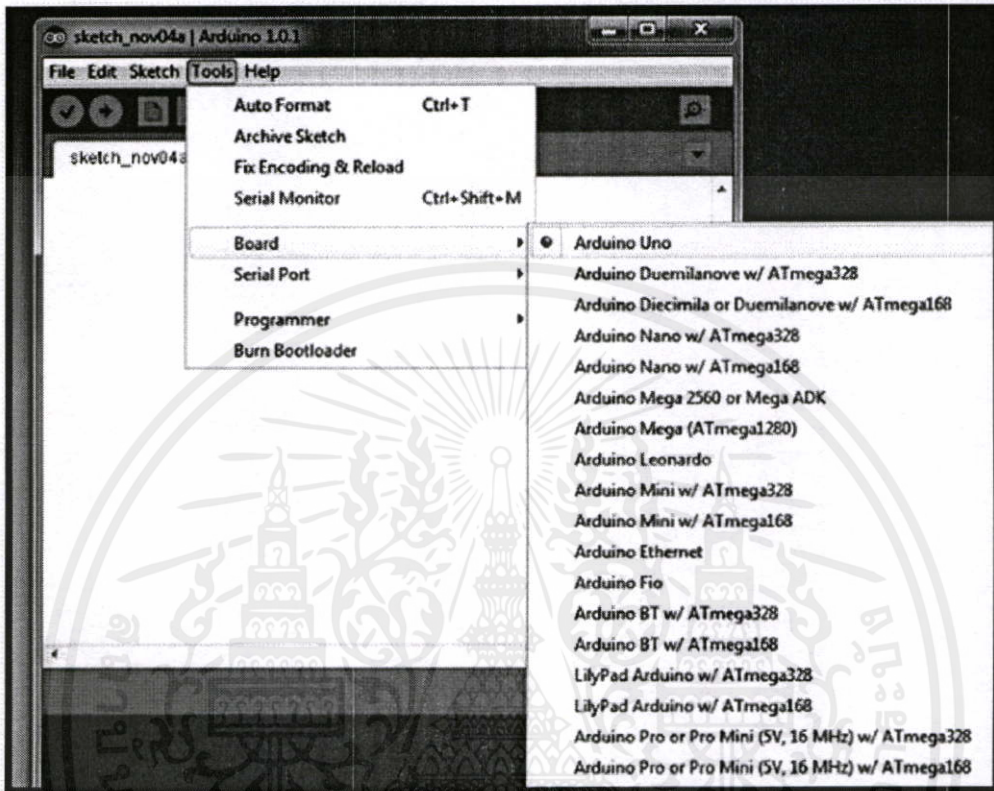 sketch_nov04a | Arduino 1.0.1
File Edit Sketch Tools Help
Auto Format Ctrl+T
Archive Sketch
sketch_nov04a
Fix Encoding & Reload
Serial Monitor Ctrl+Shift+M
Board
Serial Port
Programmer
Burn Bootloader
Arduino Uno
Arduino Duemilanove w/ ATmega328
Arduino Diecimila or Duemilanove w/ ATmega168
Arduino Nano w/ ATmega328
Arduino Nano w/ ATmega168
Arduino Mega 2560 or Mega ADK
Arduino Mega (ATmega1280)
Arduino Leonardo
Arduino Mini w/ ATmega328
Arduino Mini w/ ATmega168
Arduino Ethernet
Arduino Fio
Arduino BT w/ ATmega328
Arduino BT w/ ATmega168
LilyPad Arduino w/ ATmega328
LilyPad Arduino w/ ATmega168
Arduino Pro or Pro Mini (5V, 16 MHz) w/ ATmega328
Arduino Pro or Pro Mini (5V, 16 MHz) w/ ATmega168